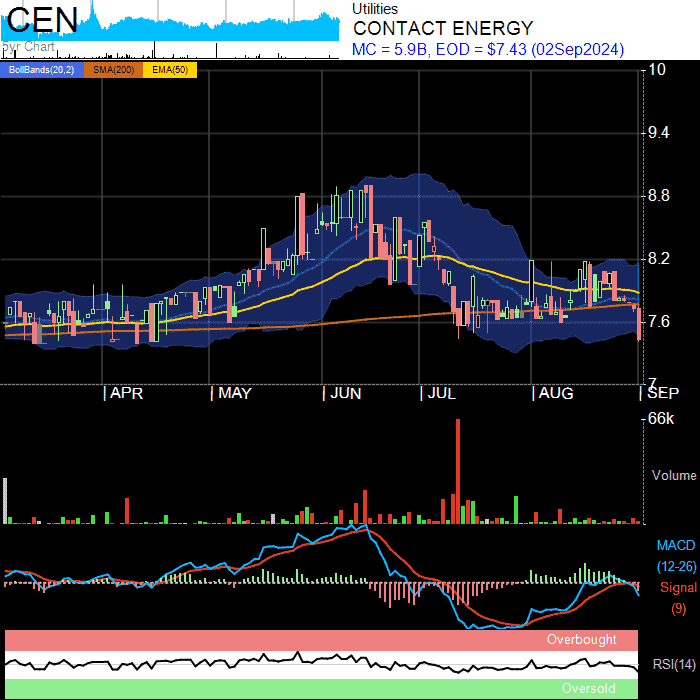 CEN
5yr Chart
Utilities
CONTACT ENERGY
MC = 5.9B, EOD = $7.43 (02Sep2024)
BollBands(20,2) SMA(200) EMA(50)
10
9.4
8.8
8.2
7.6
7
APR MAY JUN JUL AUG SEP
66k
Volume
MACD
(12-26)
Signal
(9)
Overbought
RSI(14)
Oversold